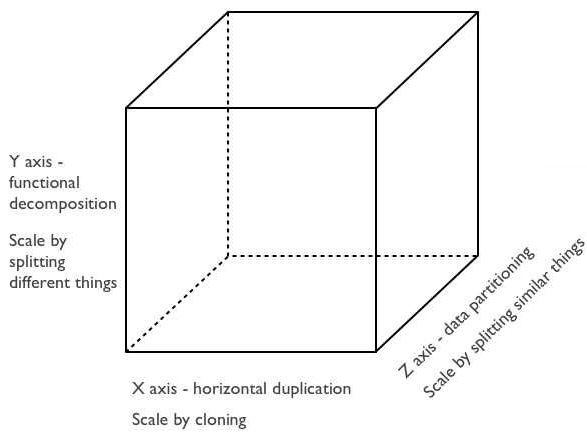 Y axis -
functional
decomposition
Scale by
splitting
different things
Z axis - data partitioning
Scale by splitting similar things
X axis - horizontal duplication
Scale by cloning